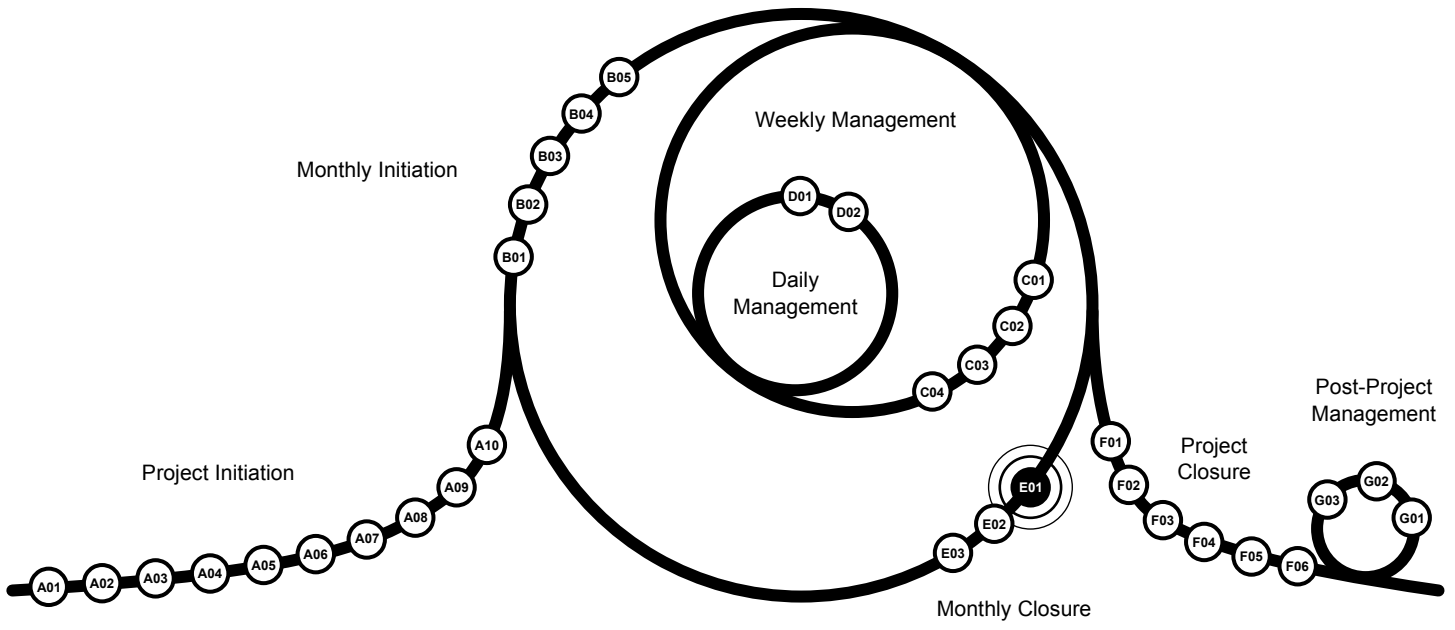 Project Initiation
A01
A02
A03
A04
A05
A06
A07
A08
A09
A10
Monthly Initiation
B01
B02
B03
B04
B05
Weekly Management
C01
C02
C03
C04
Daily
Management
D01
D02
Monthly Closure
E01
E02
E03
Project
Closure
F01
F02
F03
F04
F05
F06
Post-Project
Management
G01
G02
G03